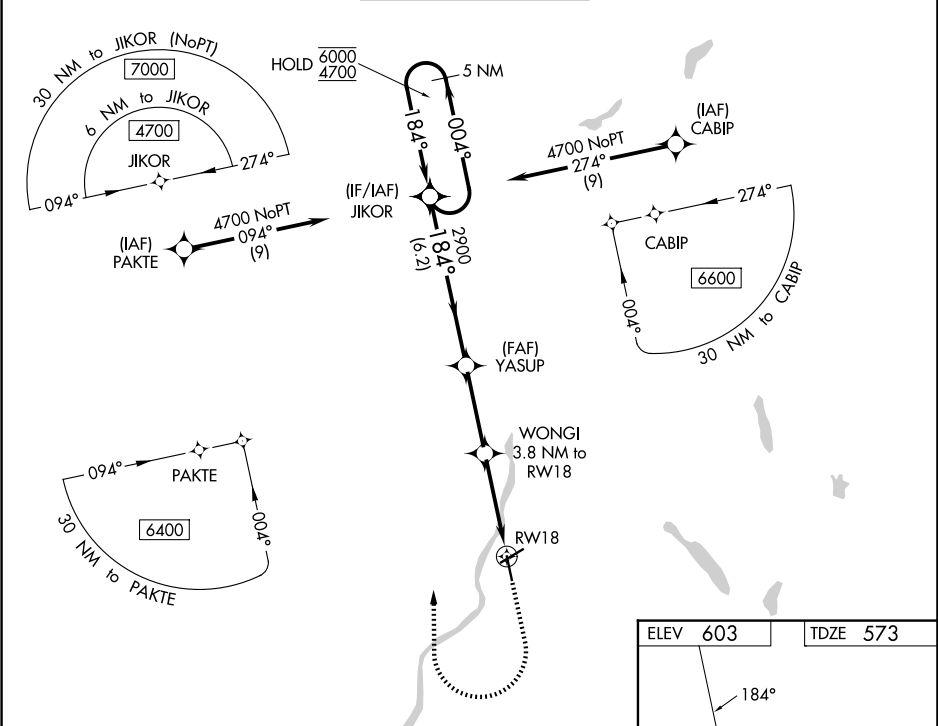 30 NM to JIKOR (NoPT)
7000
6 NM to JIKOR
4700
JIKOR
094°
274°
HOLD 6000
4700
5 NM
184°
004°
(IF/IAF)
JIKOR
(IAF)
CABIP
4700 NoPT
274°
(9)
(IAF)
PAKTE
4700 NoPT
094°
(9)
2900
184°
(6.2)
274°
CABIP
6600
004°
30 NM to CABIP
(FAF)
YASUP
WONGI
3.8 NM to
RW18
094°
PAKTE
6400
004°
30 NM to PAKTE
RW18
ELEV 603
TDZE 573
184°